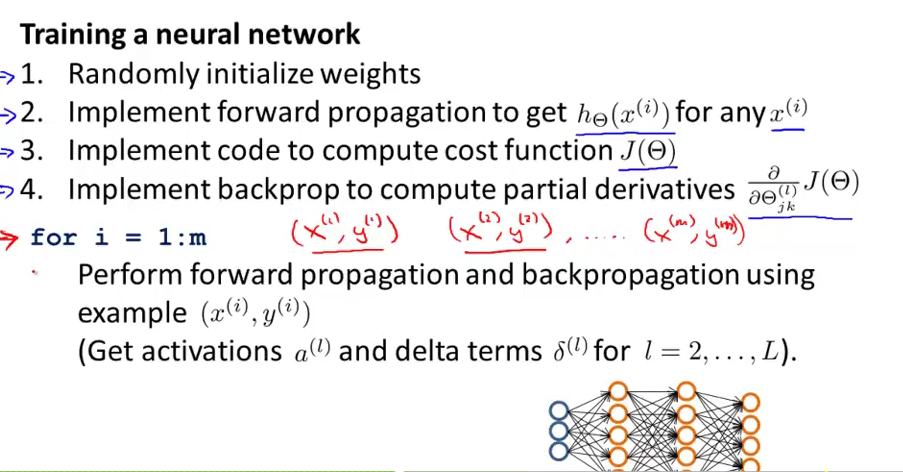 Training a neural network
1. Randomly initialize weights
2. Implement forward propagation to get h_Θ(x^(i)) for any x^(i)
3. Implement code to compute cost function J(Θ)
4. Implement backprop to compute partial derivatives ∂/∂Θ_jk^(l) J(Θ)
for i = 1:m (x^(1), y^(1)) (x^(2), y^(2)), ..... (x^(m), y^(m))
Perform forward propagation and backpropagation using
example (x^(i), y^(i))
(Get activations a^(l) and delta terms δ^(l) for l = 2, . . . , L).